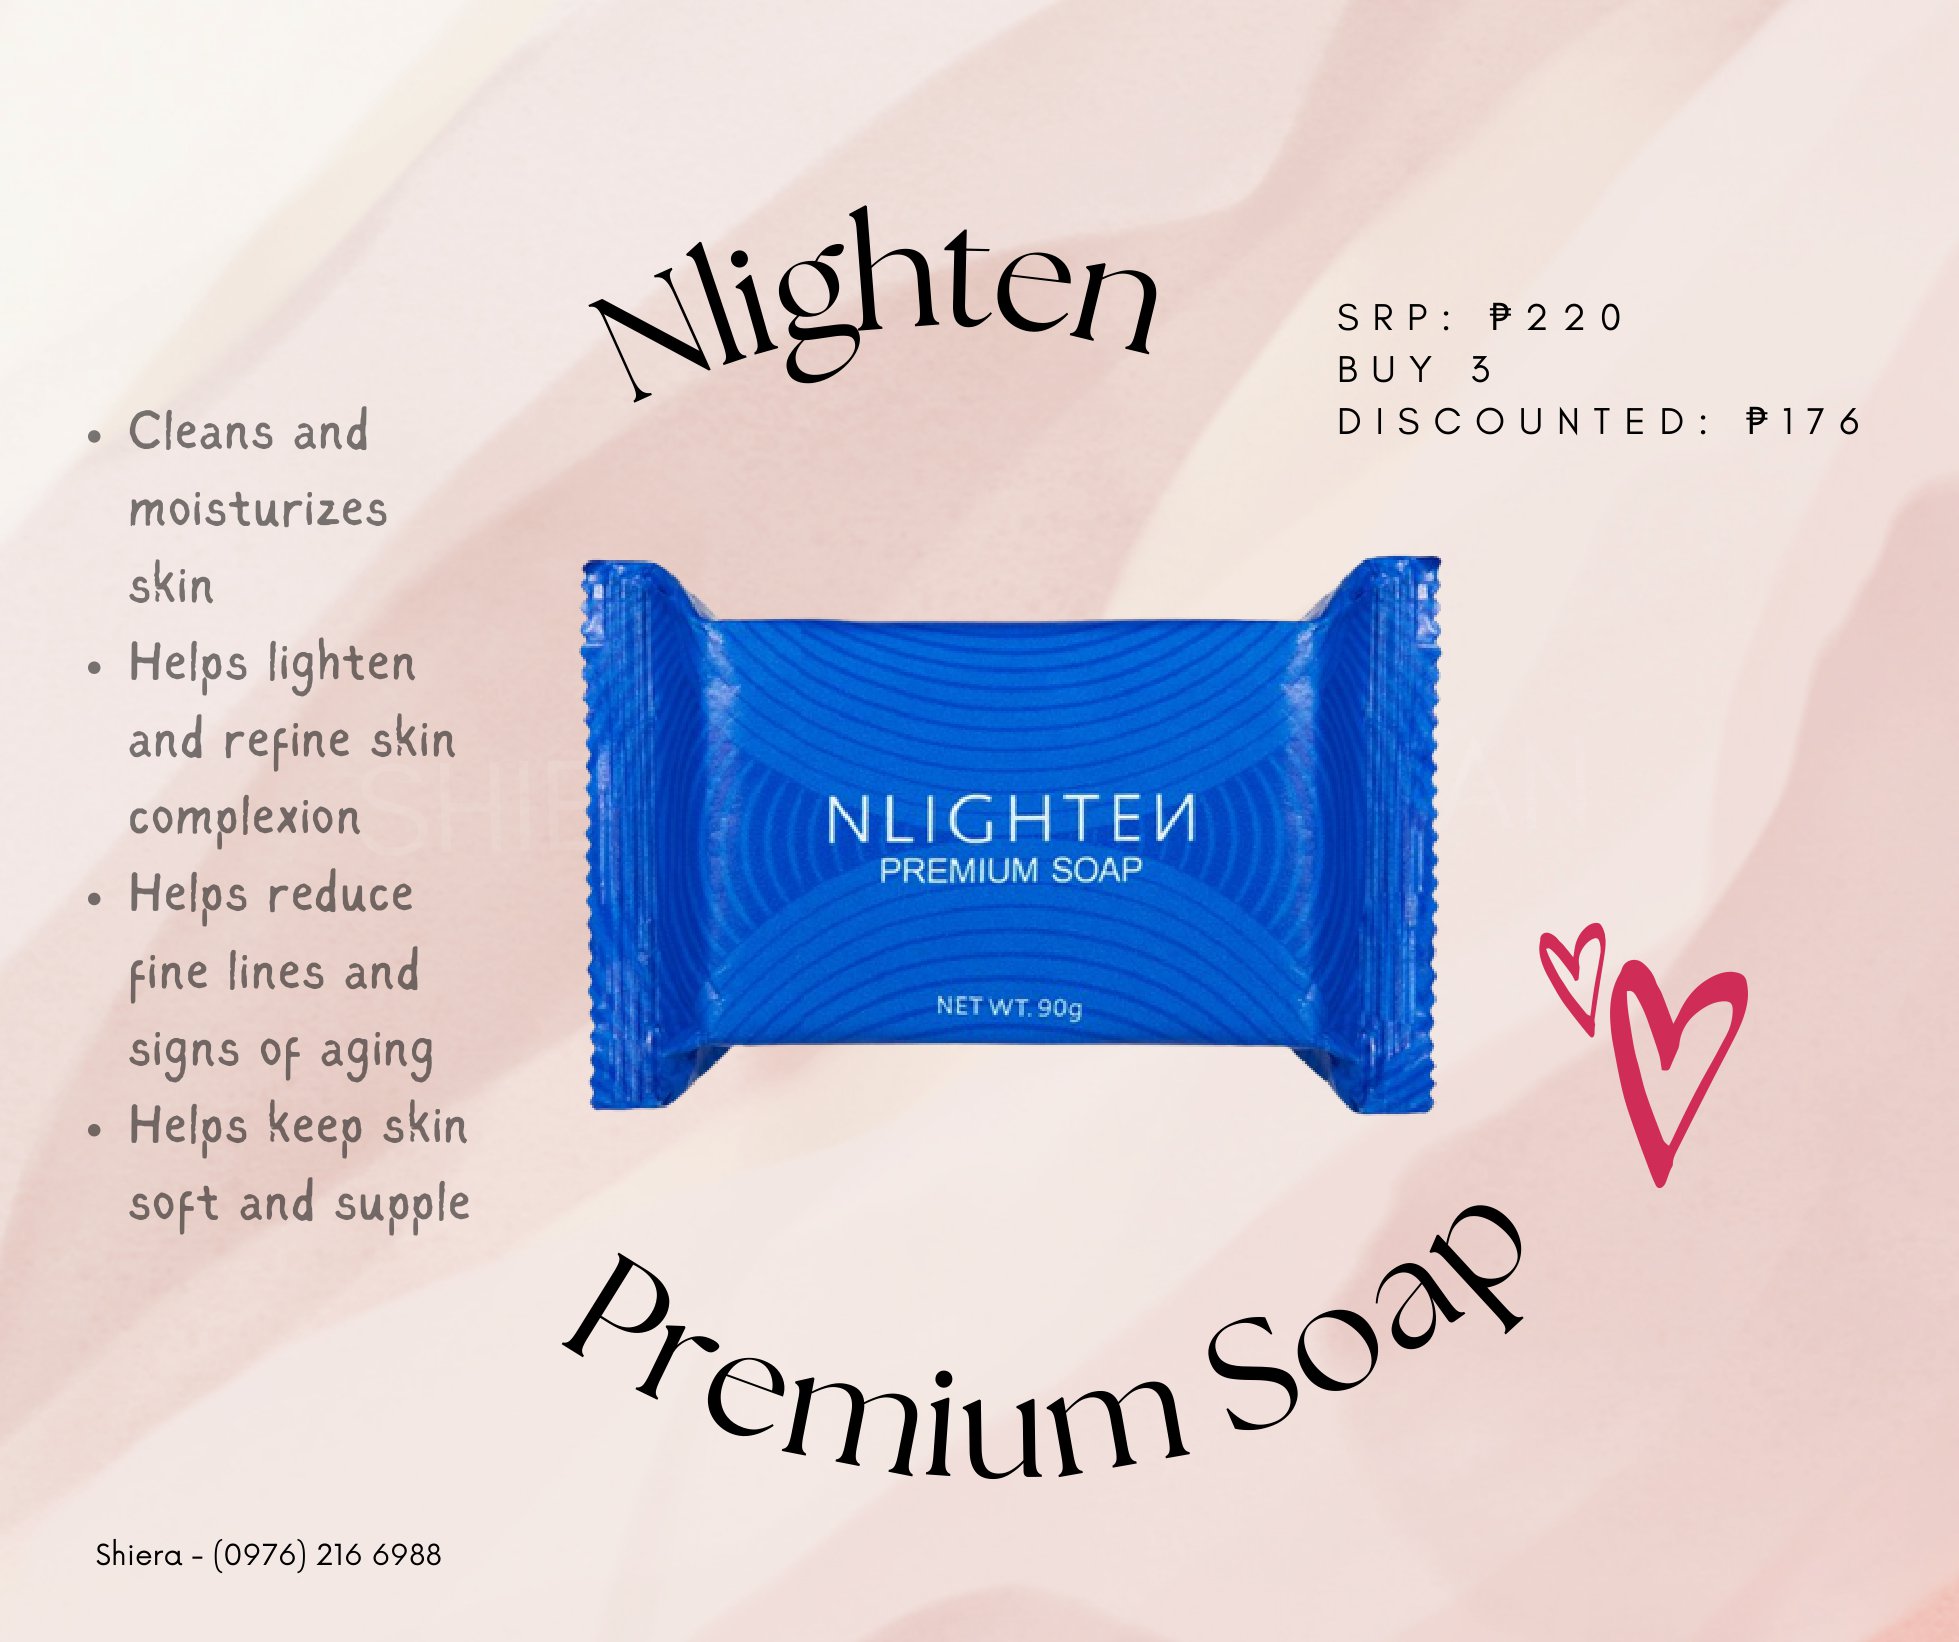 Nlighten
SRP: ₱220
BUY 3
DISCOUNTED: ₱176
• Cleans and
moisturizes
skin
• Helps lighten
and refine skin
complexion
• Helps reduce
fine lines and
signs of aging
• Helps keep skin
soft and supple
NLIGHTEN
PREMIUM SOAP
NET WT. 90g
Premium Soap
Shiera - (0976) 216 6988